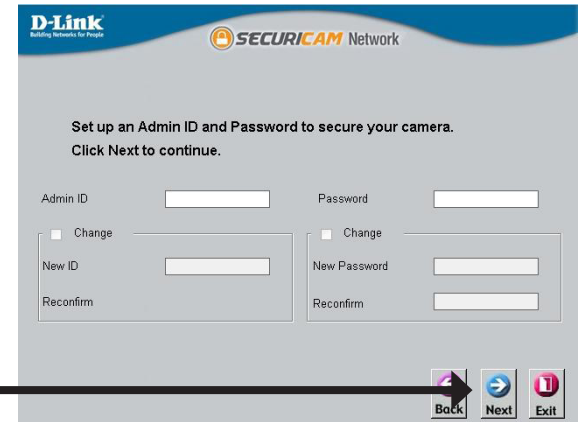 D-Link
Building Networks for People
SECURICAM Network
Set up an Admin ID and Password to secure your camera.
Click Next to continue.
Admin ID
Password
Change
Change
New ID
New Password
Reconfirm
Reconfirm
Back
Next
Exit